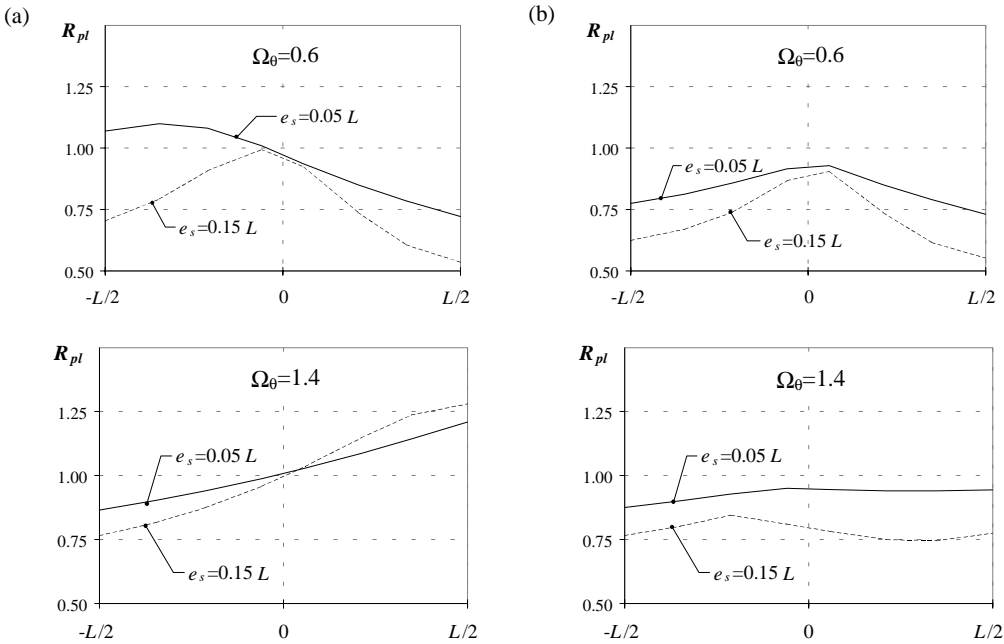 (a)
R_pl
Ω_θ=0.6
1.25
e_s=0.05 L
1.00
0.75
e_s=0.15 L
0.50
-L/2 0 L/2
(b)
R_pl
Ω_θ=0.6
1.25
1.00
e_s=0.05 L
0.75
e_s=0.15 L
0.50
-L/2 0 L/2
R_pl
Ω_θ=1.4
1.25
e_s=0.05 L
1.00
0.75
e_s=0.15 L
0.50
-L/2 0 L/2
R_pl
Ω_θ=1.4
1.25
e_s=0.05 L
1.00
0.75
e_s=0.15 L
0.50
-L/2 0 L/2